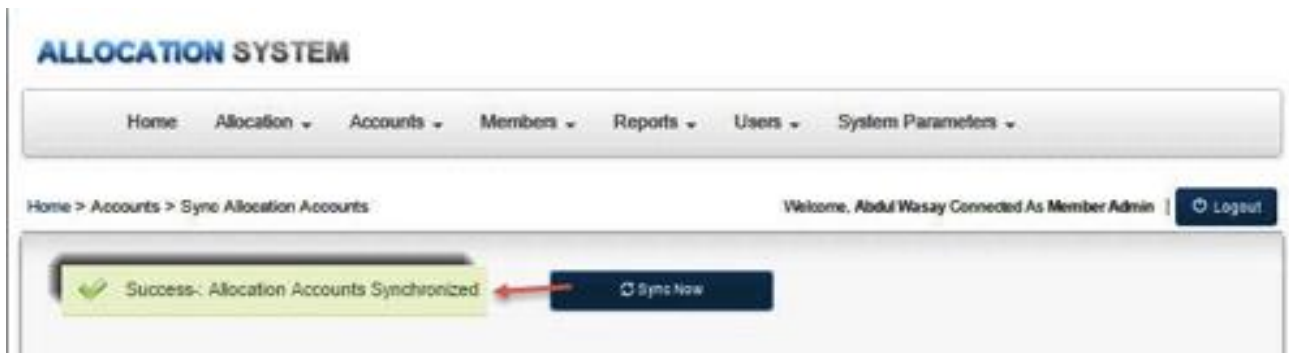 ALLOCATION SYSTEM
Home Allocation Accounts Members Reports Users System Parameters
Home > Accounts > Sync Allocation Accounts Welcome, Abdul Wasay Connected As Member Admin | Logout
Success-: Allocation Accounts Synchronized Sync Now